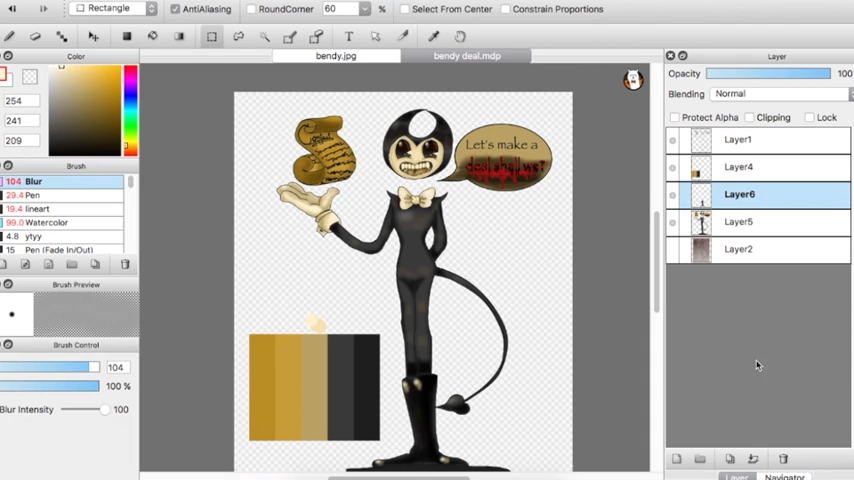 Rectangle AntiAliasing RoundCorner 60 Select From Center Constrain Proportions
T
bendy.jpg bendy deal.mdp
Color
254
241
209
Brush
104 Blur
29.4 Pen
19.4 lineart
99.0 Watercolor
4.8 ytyy
15 Pen (Fade In/Out)
Brush Preview
Brush Control
104
100 %
Blur Intensity 100
Let's make a
deal shall we?
Layer
Opacity 100
Blending Normal
Protect Alpha Clipping Lock
Layer1
Layer4
Layer6
Layer5
Layer2
Layer Navigator